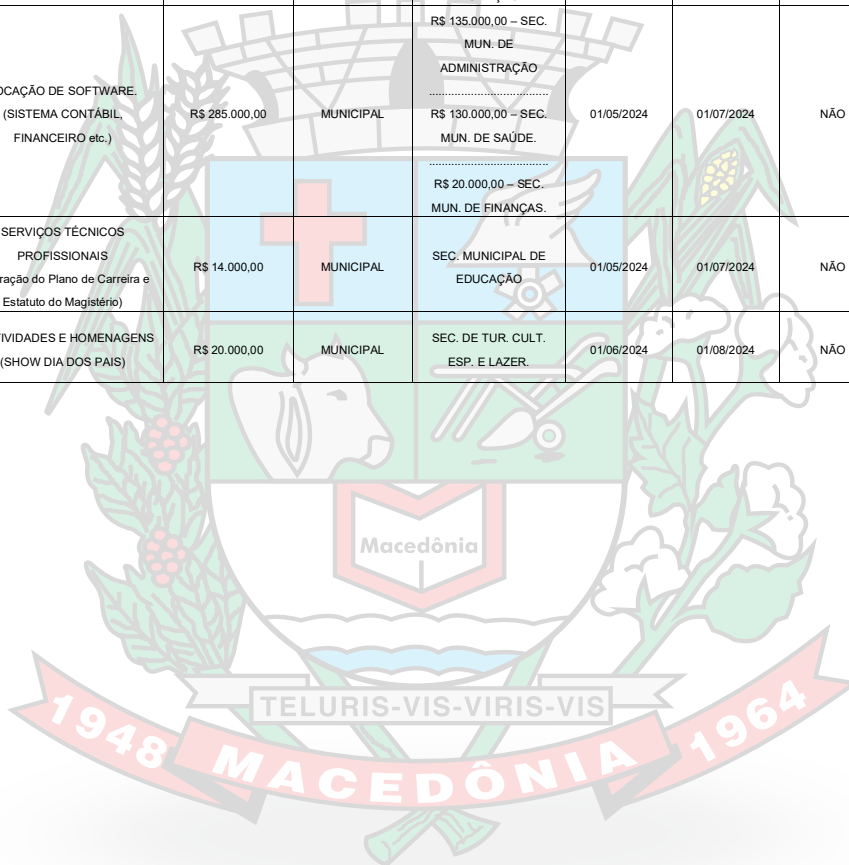 R$ 135.000,00 – SEC.
MUN. DE
ADMINISTRAÇÃO
....................................
OCAÇÃO DE SOFTWARE.
(SISTEMA CONTÁBIL,
FINANCEIRO etc.)
R$ 285.000,00
MUNICIPAL
R$ 130.000,00 – SEC.
MUN. DE SAÚDE.
....................................
R$ 20.000,00 – SEC.
MUN. DE FINANÇAS.
01/05/2024
01/07/2024
NÃO
SERVIÇOS TÉCNICOS
PROFISSIONAIS
ração do Plano de Carreira e
Estatuto do Magistério)
R$ 14.000,00
MUNICIPAL
SEC. MUNICIPAL DE
EDUCAÇÃO
01/05/2024
01/07/2024
NÃO
TIVIDADES E HOMENAGENS
(SHOW DIA DOS PAIS)
R$ 20.000,00
MUNICIPAL
SEC. DE TUR. CULT.
ESP. E LAZER.
01/06/2024
01/08/2024
NÃO
Macedônia
TELURIS-VIS-VIRIS-VIS
1948 MACEDÔNIA 1964